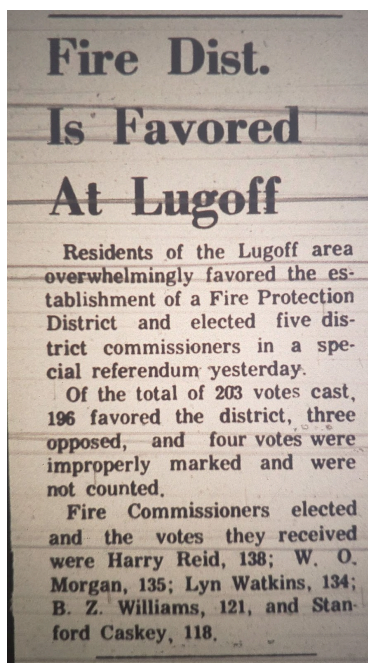 Fire Dist.
Is Favored
At Lugoff
Residents of the Lugoff area
overwhelmingly favored the es-
tablishment of a Fire Protection
District and elected five dis-
trict commissioners in a spe-
cial referendum yesterday.
Of the total of 203 votes cast,
196 favored the district, three
opposed, and four votes were
improperly marked and were
not counted.
Fire Commissioners elected
and the votes they received
were Harry Reid, 138; W. O.
Morgan, 135; Lyn Watkins, 134;
B. Z. Williams, 121, and Stan-
ford Caskey, 118.